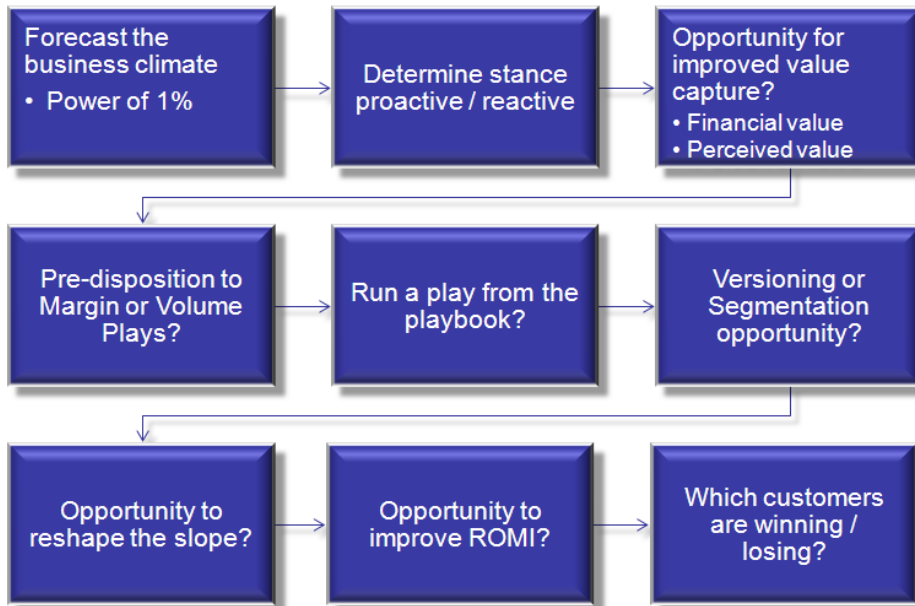 Forecast the
business climate
• Power of 1%
Determine stance
proactive / reactive
Opportunity for
improved value
capture?
• Financial value
• Perceived value
Pre-disposition to
Margin or Volume
Plays?
Run a play from the
playbook?
Versioning or
Segmentation
opportunity?
Opportunity to
reshape the slope?
Opportunity to
improve ROMI?
Which customers
are winning /
losing?